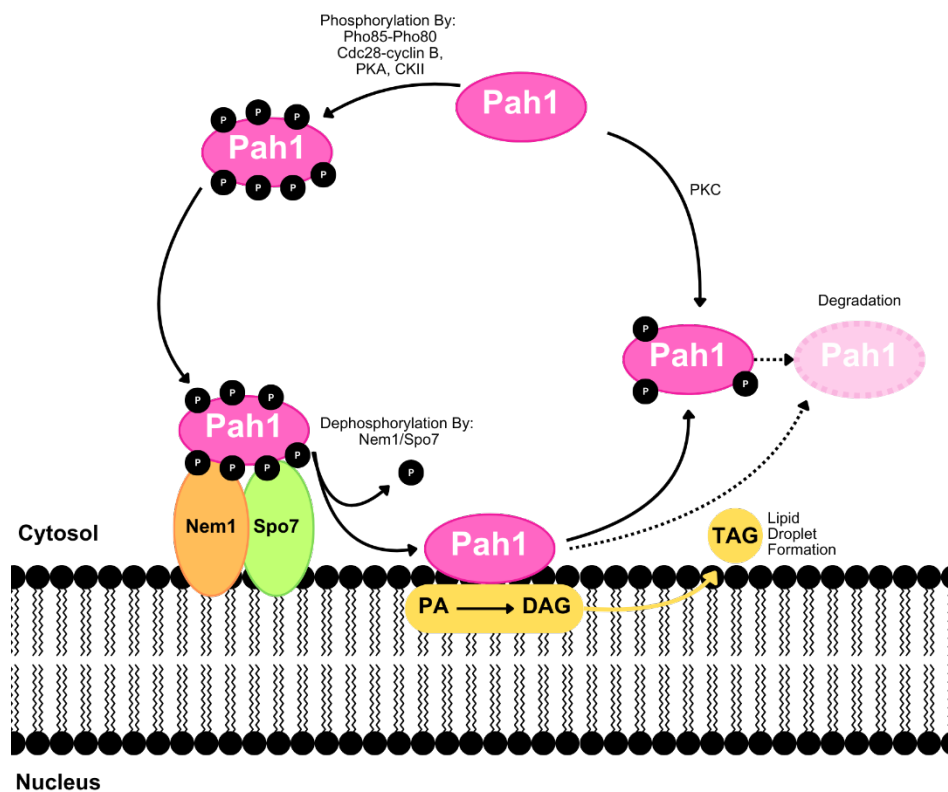 Phosphorylation By:
Pho85-Pho80
Cdc28-cyclin B,
PKA, CKII
Pah1
P
P
P
Pah1
P
P
P
P
PKC
Degradation
P
Pah1
Pah1
P
P
P
P
P
Pah1
P
P
P
P
Dephosphorylation By:
Nem1/Spo7
P
Nem1
Spo7
Cytosol
Pah1
TAG
Lipid
Droplet
Formation
PA
DAG
Nucleus